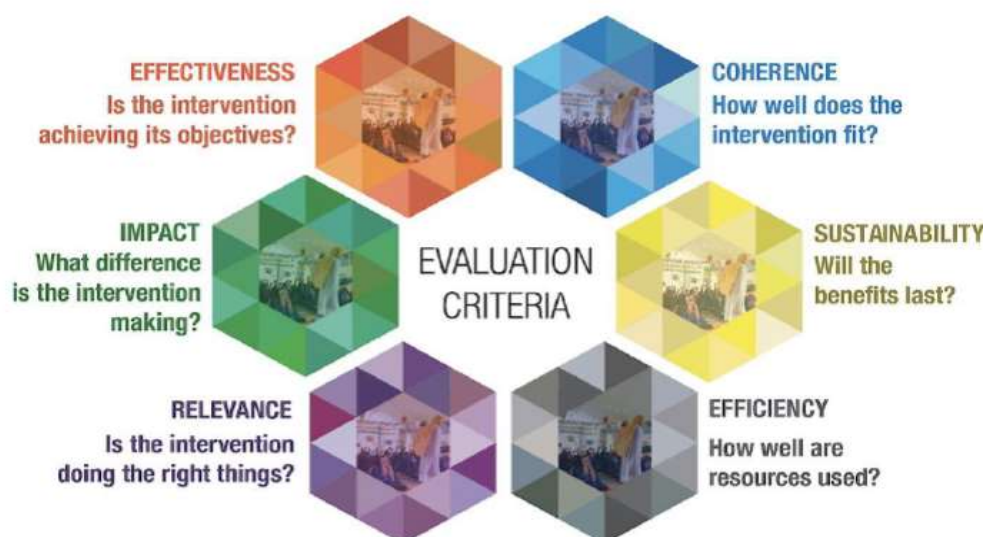 EFFECTIVENESS
Is the intervention
achieving its objectives?
COHERENCE
How well does the
intervention fit?
IMPACT
What difference
is the intervention
making?
EVALUATION
CRITERIA
SUSTAINABILITY
Will the
benefits last?
RELEVANCE
Is the intervention
doing the right things?
EFFICIENCY
How well are
resources used?